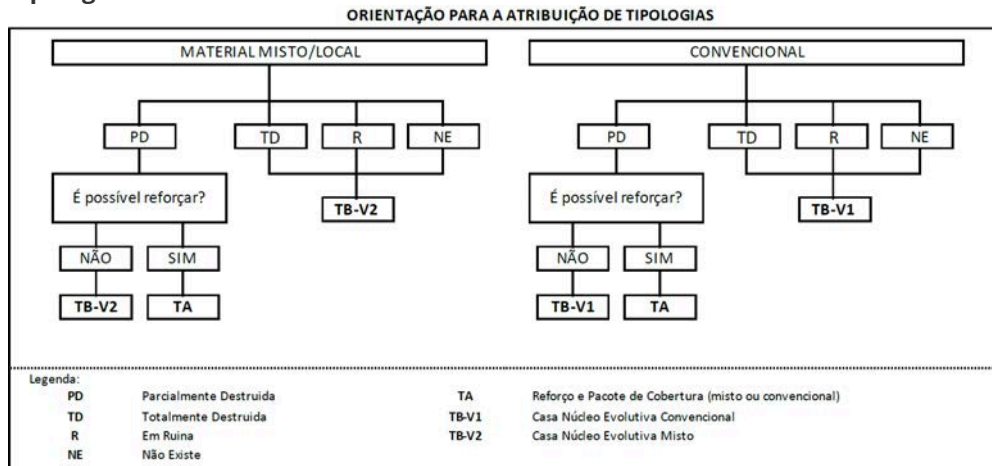 ORIENTAÇÃO PARA A ATRIBUIÇÃO DE TIPOLOGIAS
MATERIAL MISTO/LOCAL
CONVENCIONAL
PD TD R NE
PD TD R NE
É possível reforçar?
TB-V2
É possível reforçar?
TB-V1
NÃO SIM
NÃO SIM
TB-V2 TA
TB-V1 TA
Legenda:
PD Parcialmente Destruida TA Reforço e Pacote de Cobertura (misto ou convencional)
TD Totalmente Destruida TB-V1 Casa Núcleo Evolutiva Convencional
R Em Ruina TB-V2 Casa Núcleo Evolutiva Misto
NE Não Existe